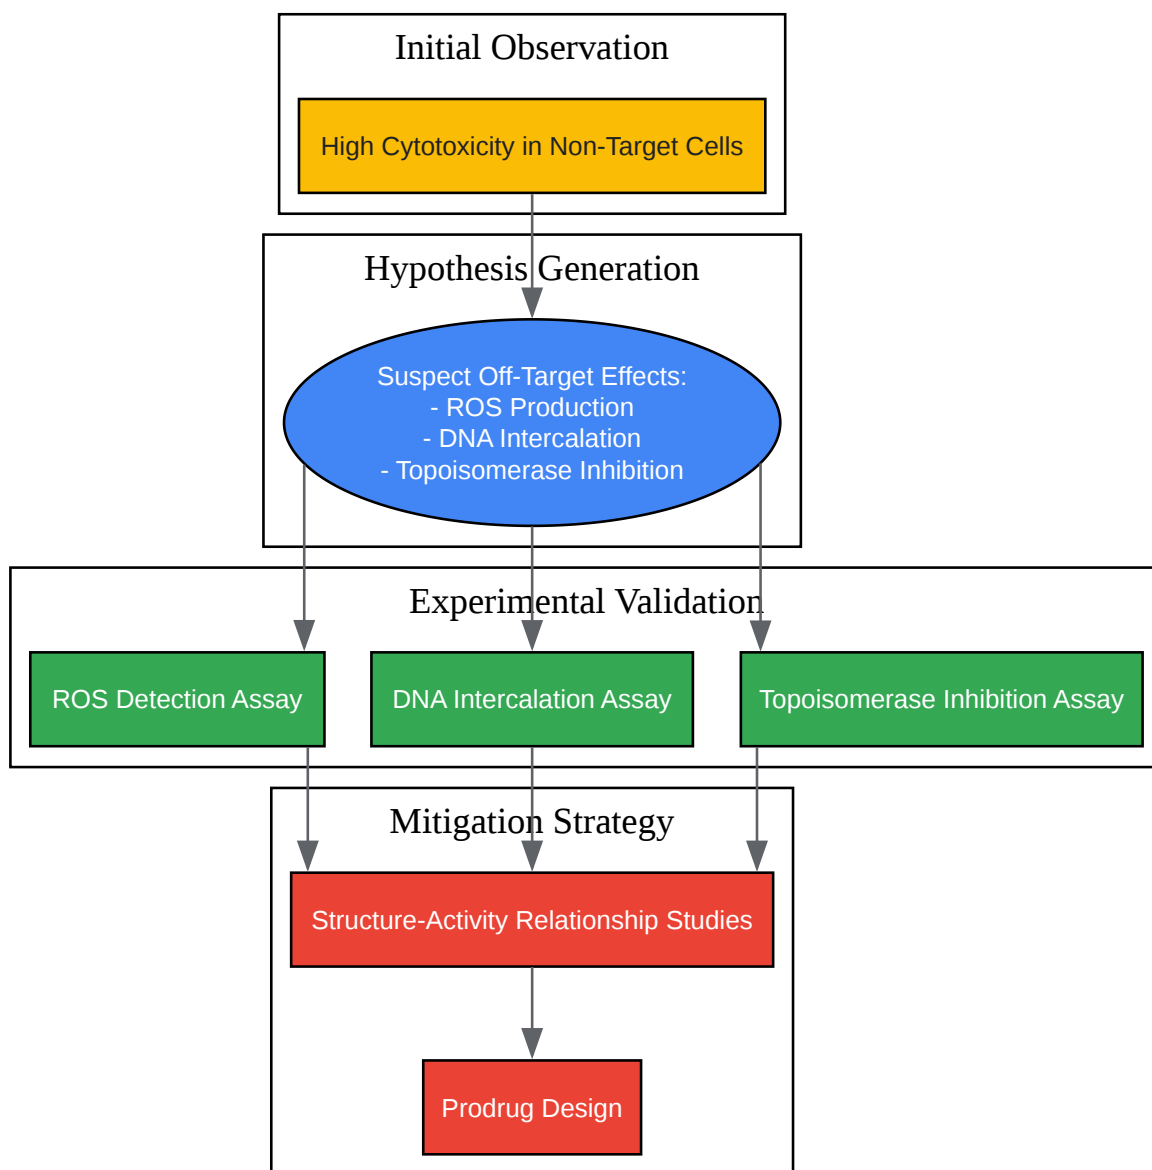 Initial Observation
High Cytotoxicity in Non-Target Cells
Hypothesis Generation
Suspect Off-Target Effects:
- ROS Production
- DNA Intercalation
- Topoisomerase Inhibition
Experimental Validation
ROS Detection Assay
DNA Intercalation Assay
Topoisomerase Inhibition Assay
Mitigation Strategy
Structure-Activity Relationship Studies
Prodrug Design